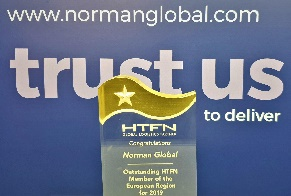 www.normanglobal.com
trust us
to deliver
HTFN
GLOBAL LOGISTICS NETWORK
Congratulations
Norman Global
Outstanding HTFN
Member of the
European Region
for 2019